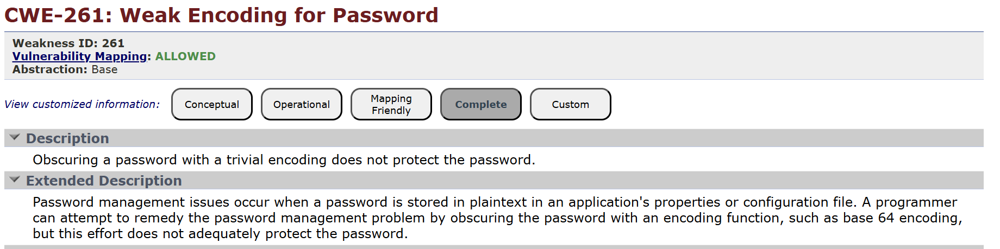 CWE-261: Weak Encoding for Password
Weakness ID: 261
Vulnerability Mapping: ALLOWED
Abstraction: Base
View customized information:
Conceptual
Operational
Mapping
Friendly
Complete
Custom
Description
Obscuring a password with a trivial encoding does not protect the password.
Extended Description
Password management issues occur when a password is stored in plaintext in an application's properties or configuration file. A programmer
can attempt to remedy the password management problem by obscuring the password with an encoding function, such as base 64 encoding,
but this effort does not adequately protect the password.